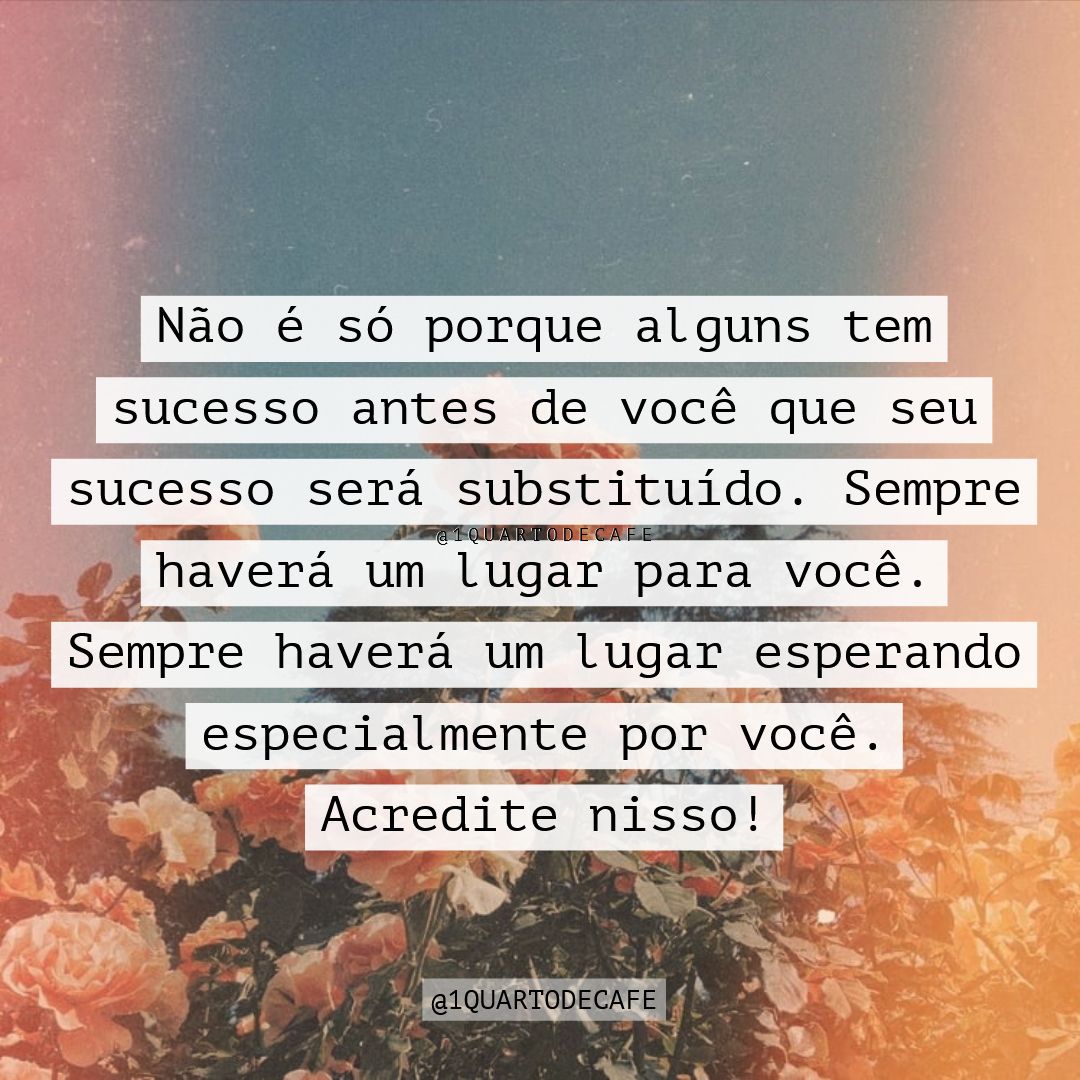 Não é só porque alguns tem
sucesso antes de você que seu
sucesso será substituído. Sempre
@1QUARTODECAFE
haverá um lugar para você.
Sempre haverá um lugar esperando
especialmente por você.
Acredite nisso!
@1QUARTODECAFE